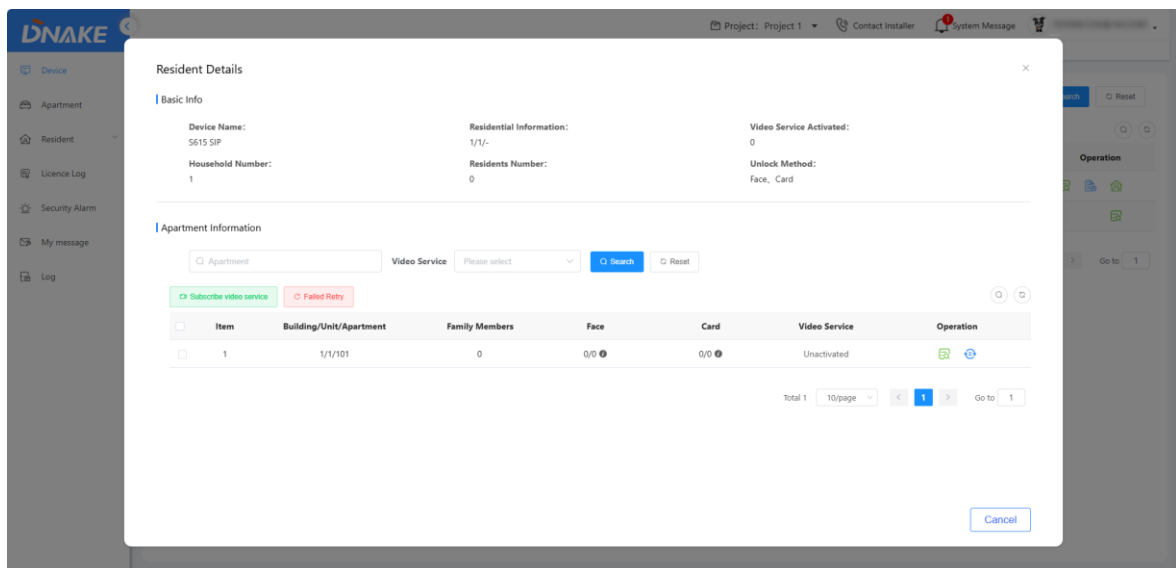 DNAKE
Project: Project 1
Contact Installer
System Message
Device
Apartment
Resident
Licence Log
Security Alarm
My message
Log
Reset
Operation
Go to 1
Resident Details
Basic Info
Device Name: Residential Information: Video Service Activated:
S615 SIP 1/1/- 0
Household Number: Residents Number: Unlock Method:
1 0 Face、Card
Apartment Information
Apartment Video Service Please select Search Reset
Subscribe video service Failed Retry
Item Building/Unit/Apartment Family Members Face Card Video Service Operation
1 1/1/101 0 0/0 0/0 Unactivated
Total 1 10/page 1 Go to 1
Cancel